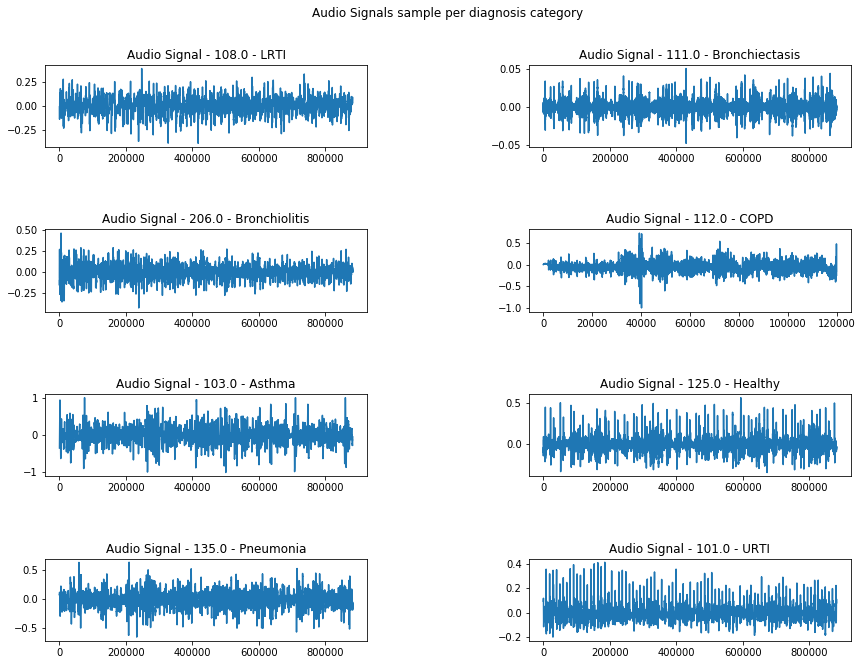 Audio Signals sample per diagnosis category
Audio Signal - 108.0 - LRTI
0.25
0.00
−0.25
0 200000 400000 600000 800000
Audio Signal - 111.0 - Bronchiectasis
0.05
0.00
−0.05
0 200000 400000 600000 800000
Audio Signal - 206.0 - Bronchiolitis
0.50
0.25
0.00
−0.25
0 200000 400000 600000 800000
Audio Signal - 112.0 - COPD
0.5
0.0
−0.5
−1.0
0 20000 40000 60000 80000 100000 120000
Audio Signal - 103.0 - Asthma
1
0
−1
0 200000 400000 600000 800000
Audio Signal - 125.0 - Healthy
0.5
0.0
0 200000 400000 600000 800000
Audio Signal - 135.0 - Pneumonia
0.5
0.0
−0.5
0 200000 400000 600000 800000
Audio Signal - 101.0 - URTI
0.4
0.2
0.0
−0.2
0 200000 400000 600000 800000